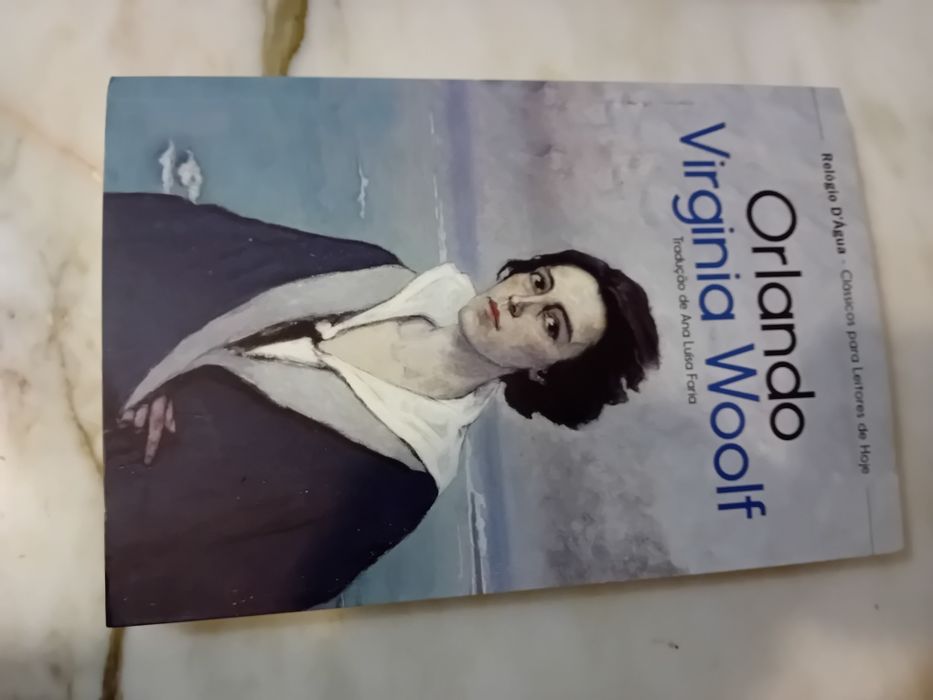 Relógio D'Água - Clássicos para Leitores de Hoje
Orlando
Virginia Woolf
Tradução de Ana Luísa Faria